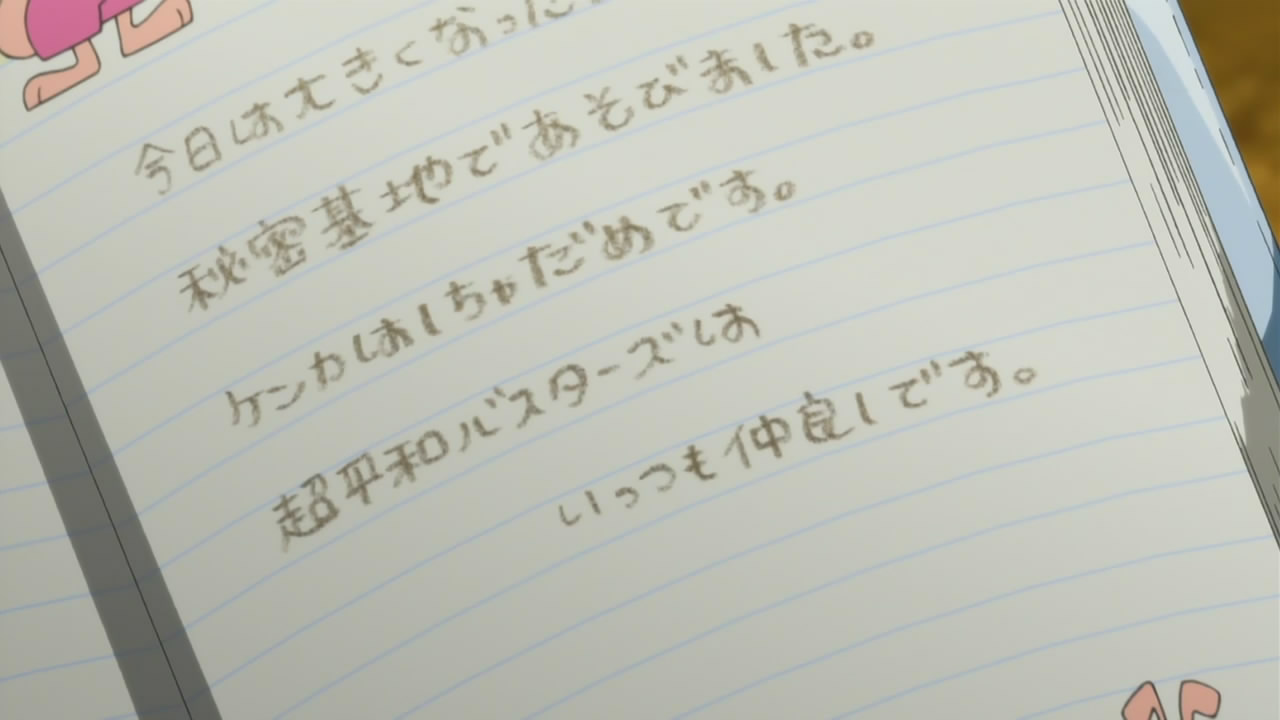 今日は大きくなった
秘密基地であそびました。
ケンカはしちゃだめです。
超平和バスターズは
いっつも仲良しです。